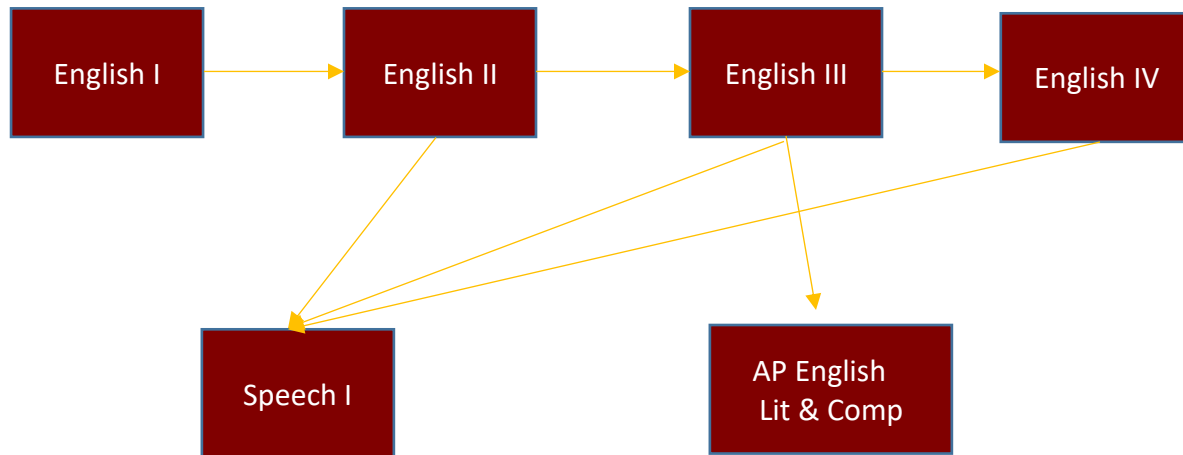 English I
English II
English III
English IV
Speech I
AP English
Lit & Comp